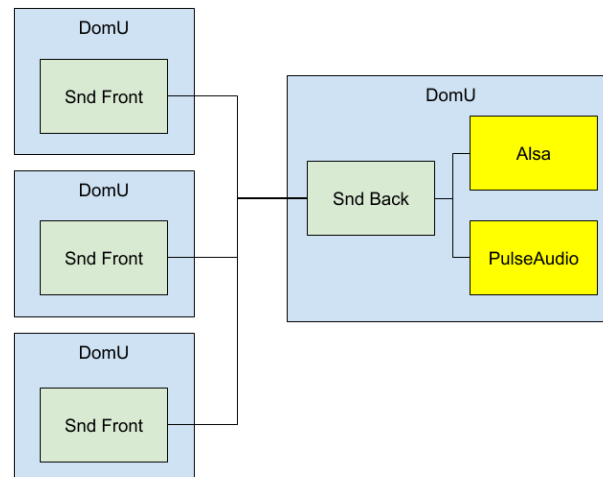 DomU
Snd Front
DomU
Snd Front
DomU
Snd Front
DomU
Snd Back
Alsa
PulseAudio